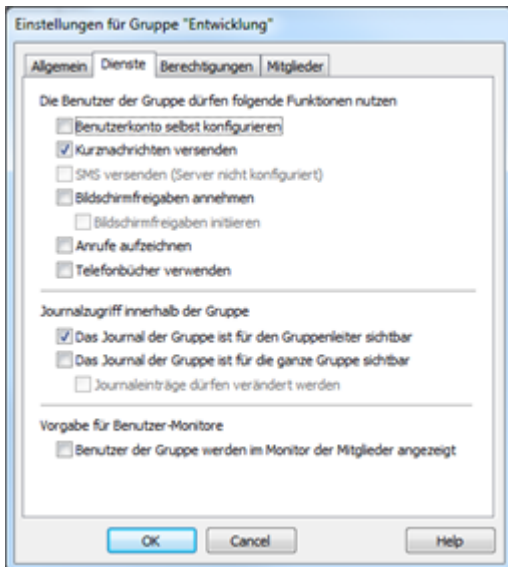 Einstellungen für Gruppe "Entwicklung"
Allgemein Dienste Berechtigungen Mitglieder
Die Benutzer der Gruppe dürfen folgende Funktionen nutzen
Benutzerkonto selbst konfigurieren
Kurznachrichten versenden
SMS versenden (Server nicht konfiguriert)
Bildschirmfreigaben annehmen
Bildschirmfreigaben initiieren
Anrufe aufzeichnen
Telefonbücher verwenden
Journalzugriff innerhalb der Gruppe
Das Journal der Gruppe ist für den Gruppenleiter sichtbar
Das Journal der Gruppe ist für die ganze Gruppe sichtbar
Journaleinträge dürfen verändert werden
Vorgabe für Benutzer-Monitore
Benutzer der Gruppe werden im Monitor der Mitglieder angezeigt
OK Cancel Help